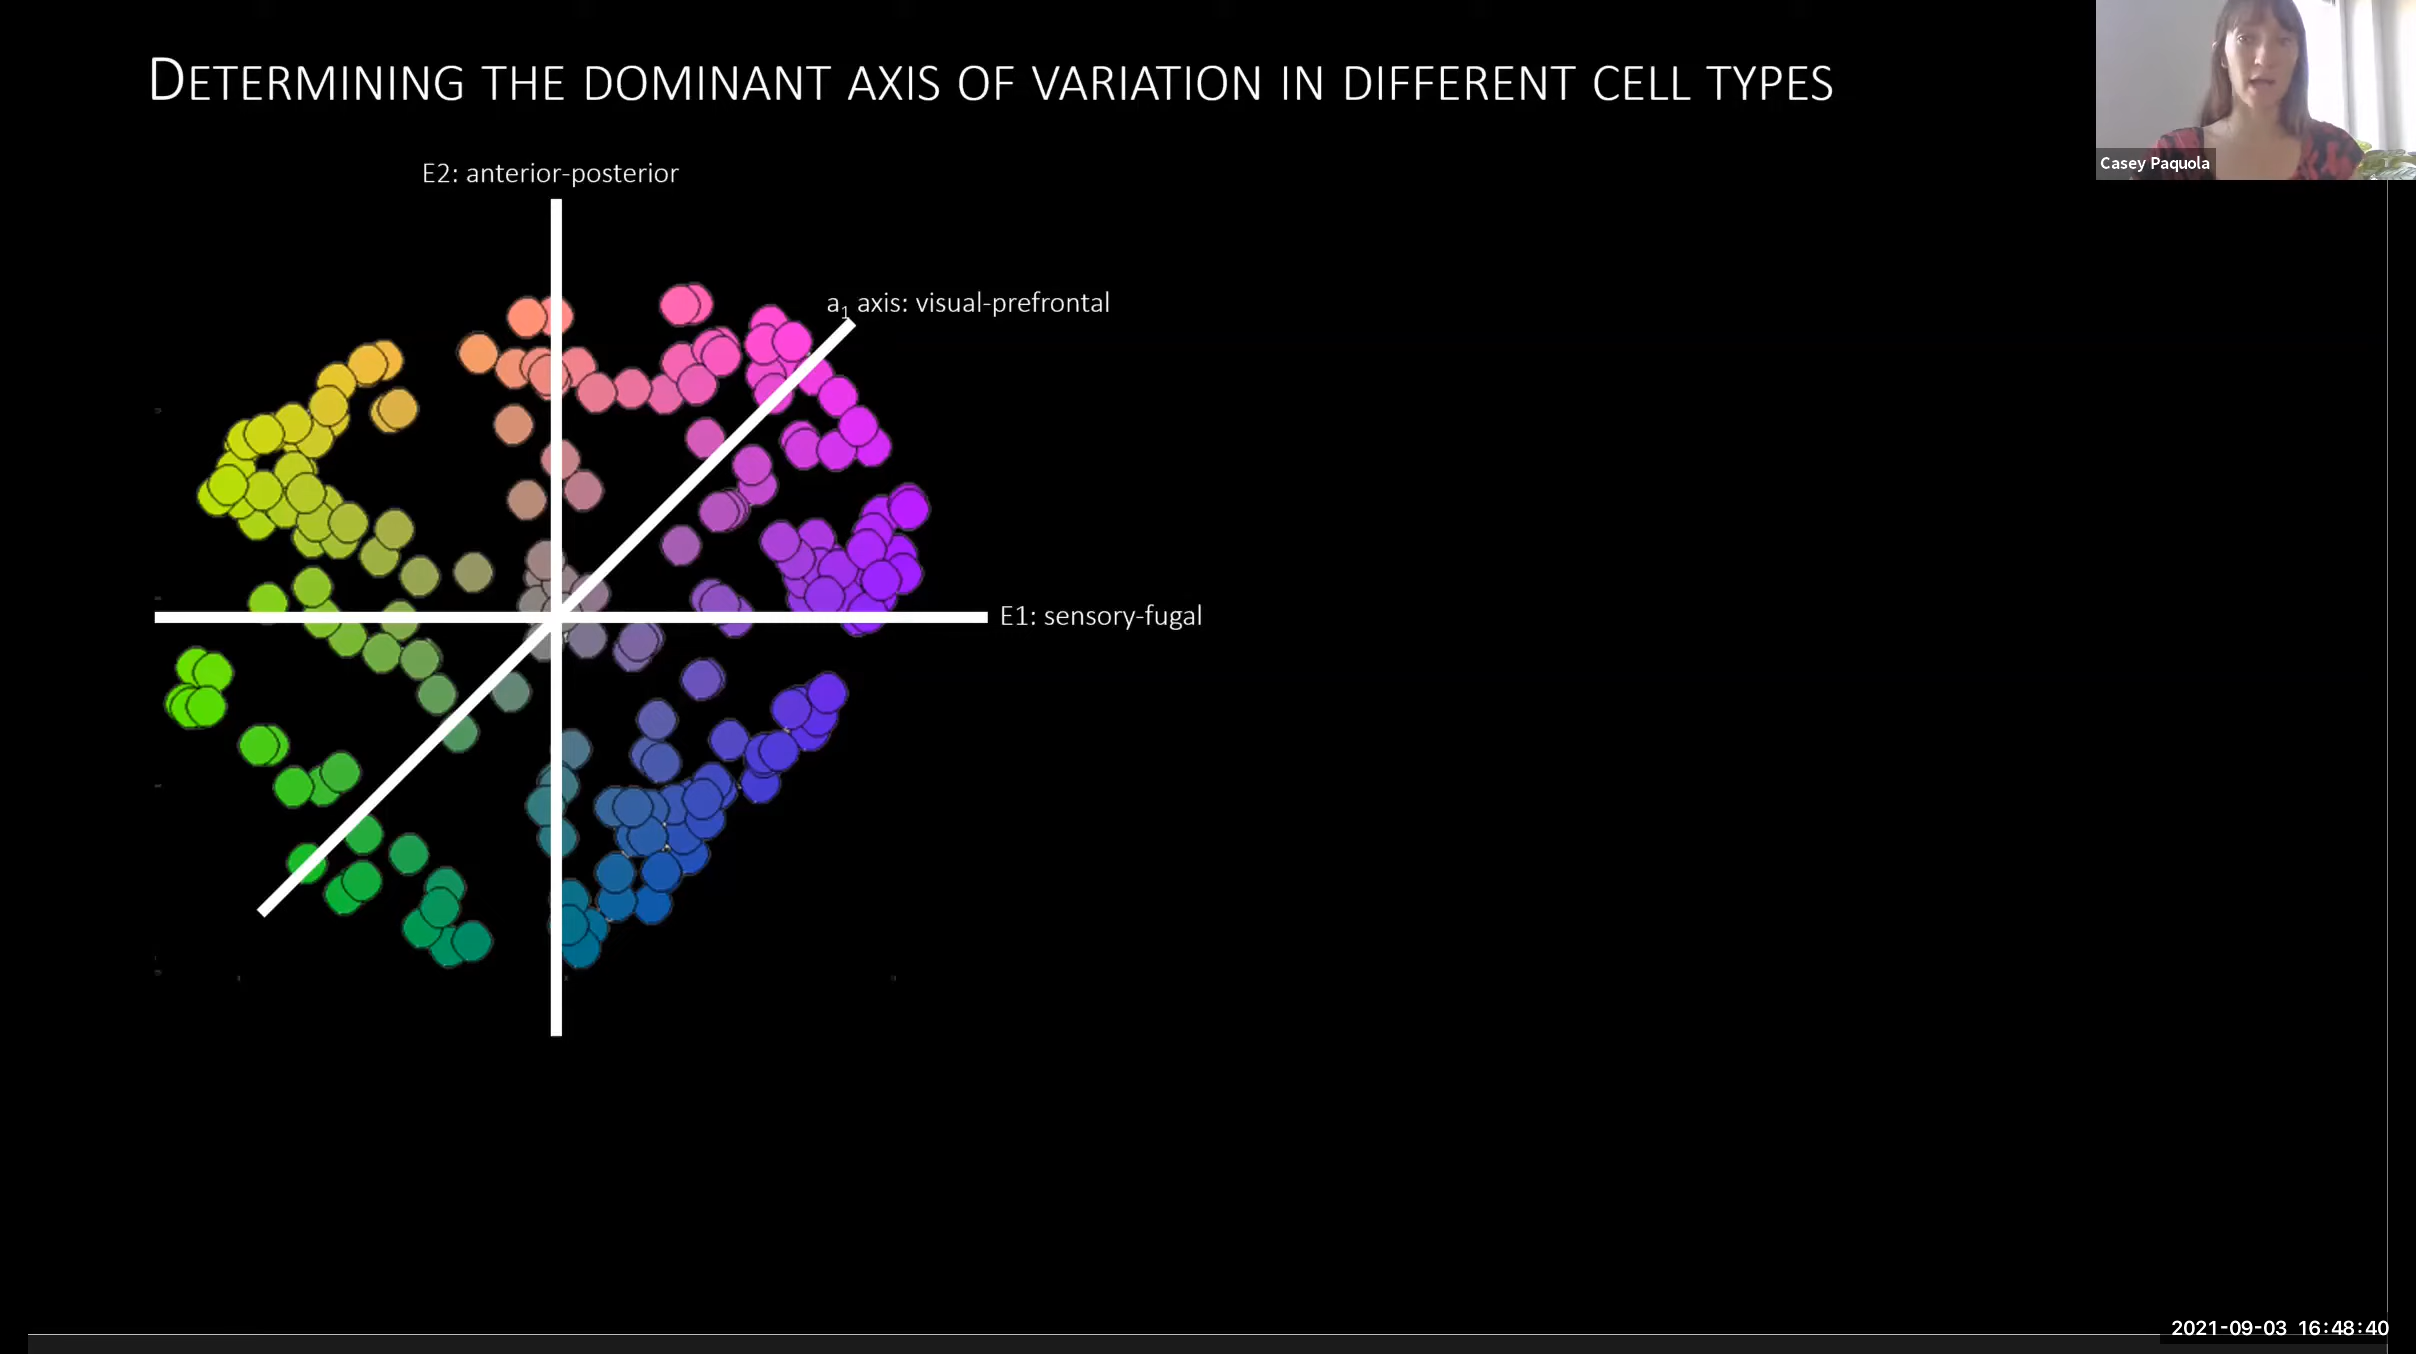 DETERMINING THE DOMINANT AXIS OF VARIATION IN DIFFERENT CELL TYPES
Casey Paquola
E2: anterior-posterior
a1 axis: visual-prefrontal
E1: sensory-fugal
2021-09-03 16:48:40